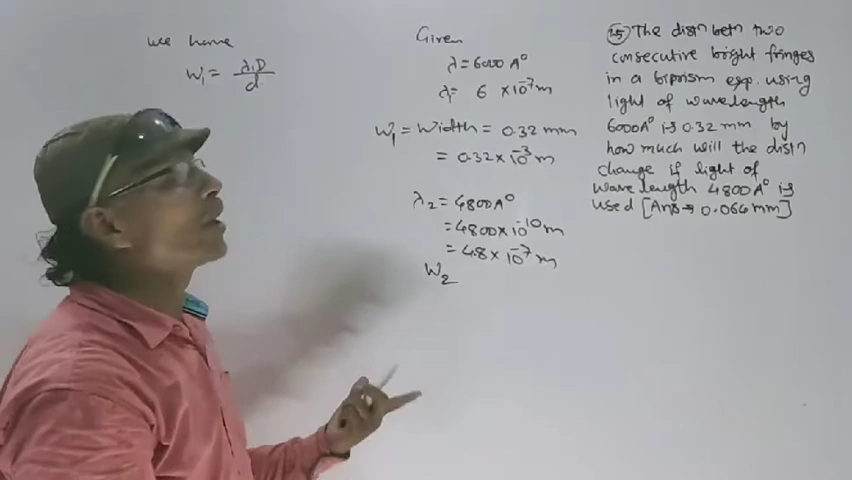 we have
W₁ = λ₁D / d
Given
λ = 6000 A°
λ₁ = 6 × 10⁻⁷ m
W₁ = Width = 0.32 mm
= 0.32 × 10⁻³ m
λ₂ = 4800 A°
= 4800 × 10⁻¹⁰ m
= 4.8 × 10⁻⁷ m
W₂
15 The distn betn two
consecutive bright fringes
in a biprism exp. using
light of wavelength
6000A° is 0.32 mm by
how much will the distn
change if light of
wavelength 4800 A° is
used [Ans → 0.064 mm]